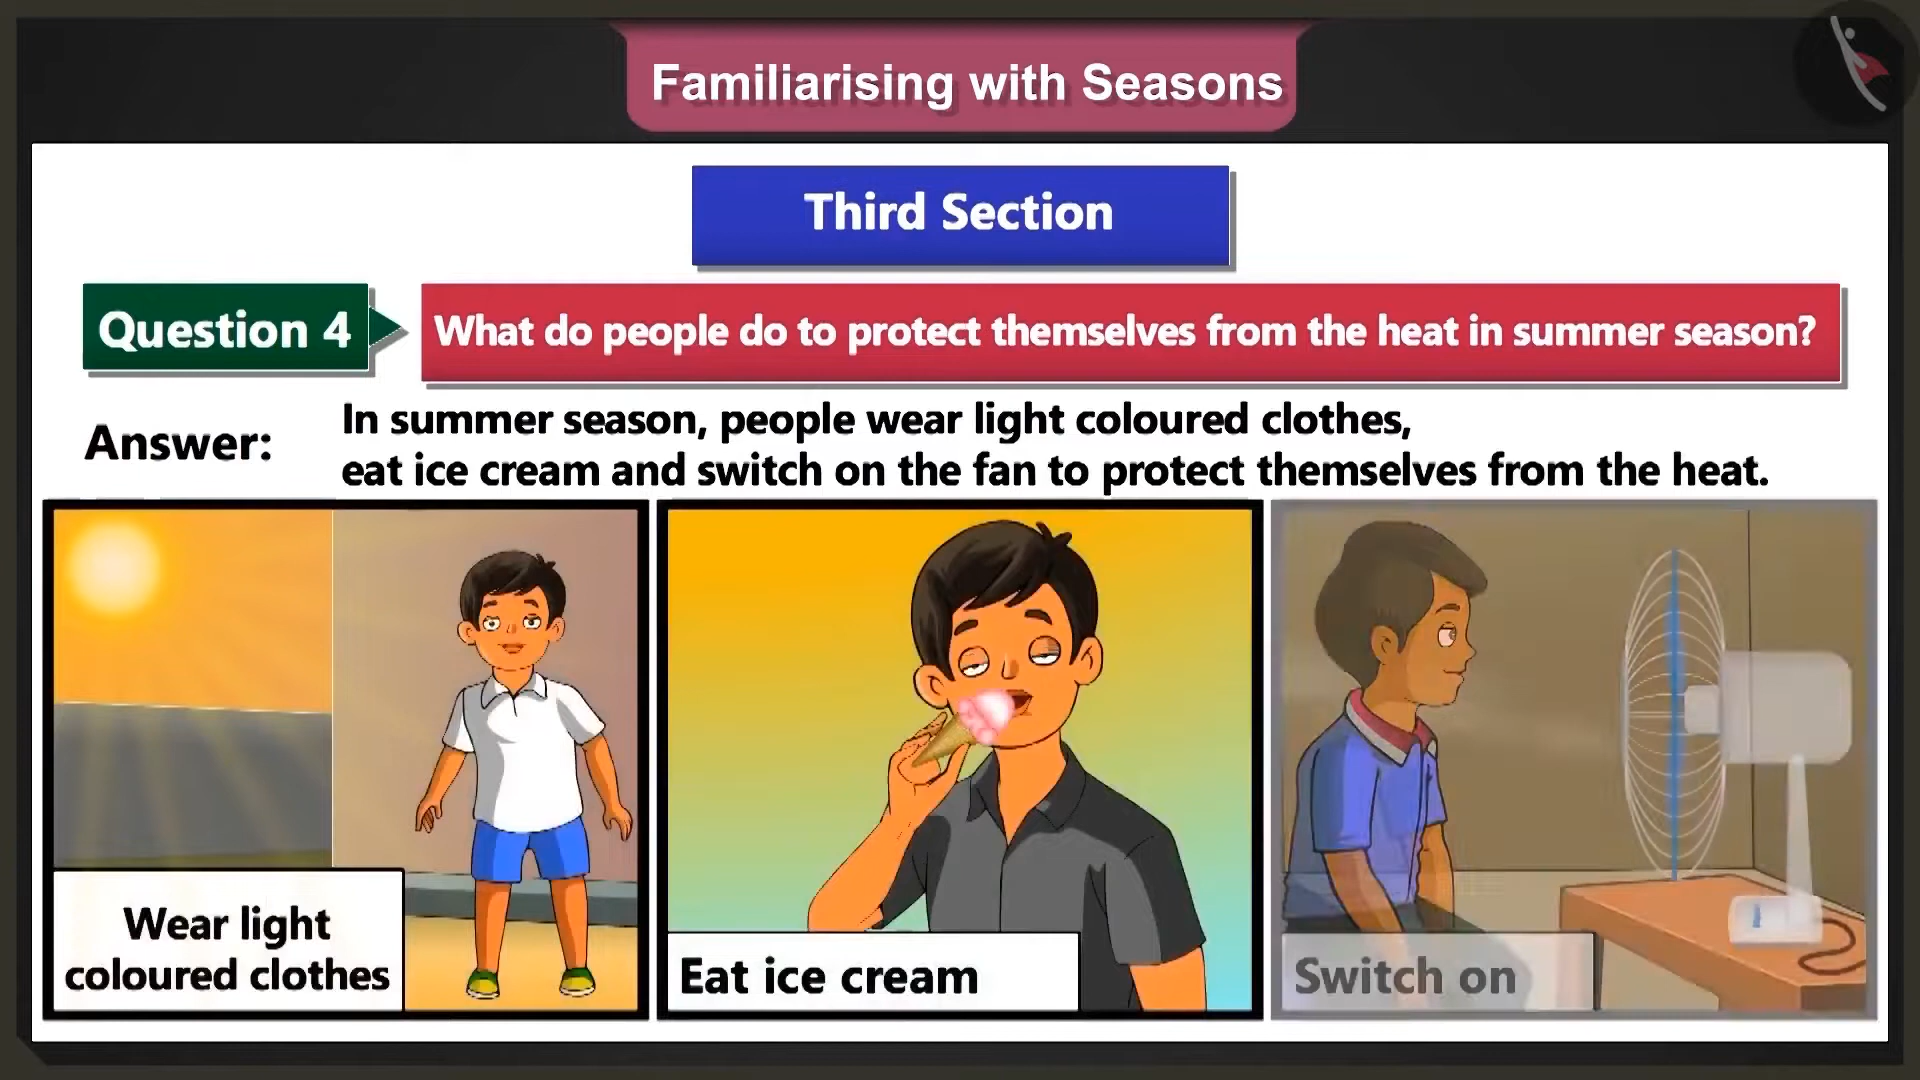 Familiarising with Seasons
Third Section
Question 4
What do people do to protect themselves from the heat in summer season?
Answer:
In summer season, people wear light coloured clothes,
eat ice cream and switch on the fan to protect themselves from the heat.
Wear light
coloured clothes
Eat ice cream
Switch on